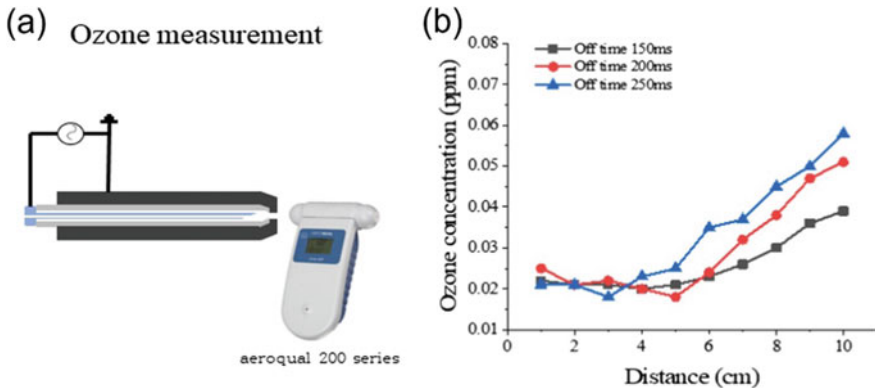 (a)
Ozone measurement
aeroqual 200 series
(b)
Off time 150ms
Off time 200ms
Off time 250ms
Ozone concentration (ppm)
0.08
0.07
0.06
0.05
0.04
0.03
0.02
0.01
0 2 4 6 8 10
Distance (cm)